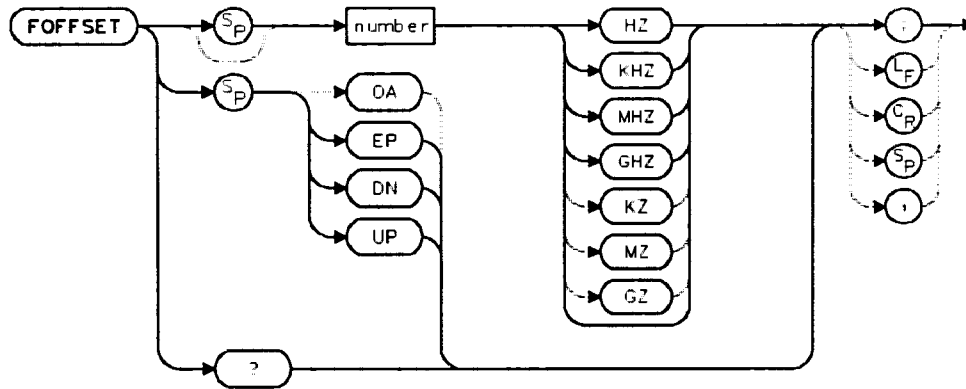 FOFFSET SP number HZ ;
KHZ LF
SP OA MHZ CR
EP GHZ SP
DN KZ ,
UP MZ
GZ
?